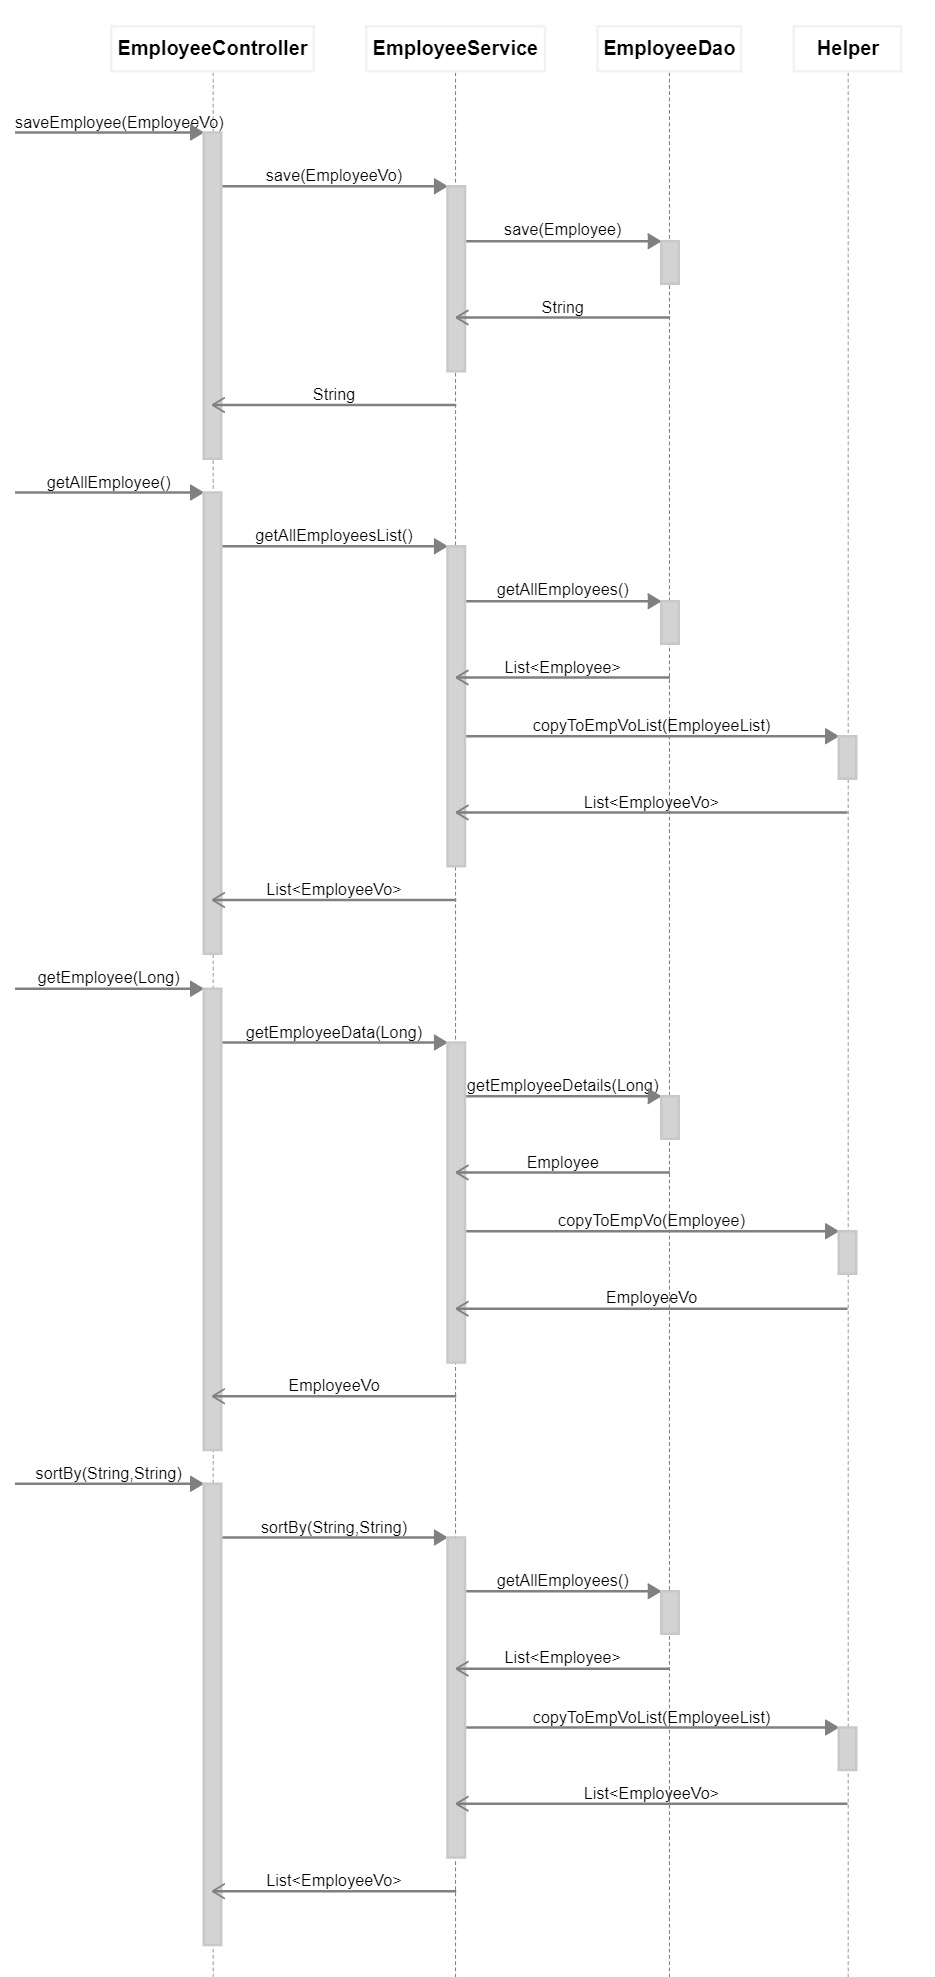 EmployeeController
EmployeeService
EmployeeDao
Helper
saveEmployee(EmployeeVo)
save(EmployeeVo)
save(Employee)
String
String
getAllEmployee()
getAllEmployeesList()
getAllEmployees()
List<Employee>
copyToEmpVoList(EmployeeList)
List<EmployeeVo>
List<EmployeeVo>
getEmployee(Long)
getEmployeeData(Long)
getEmployeeDetails(Long)
Employee
copyToEmpVo(Employee)
EmployeeVo
EmployeeVo
sortBy(String,String)
sortBy(String,String)
getAllEmployees()
List<Employee>
copyToEmpVoList(EmployeeList)
List<EmployeeVo>
List<EmployeeVo>